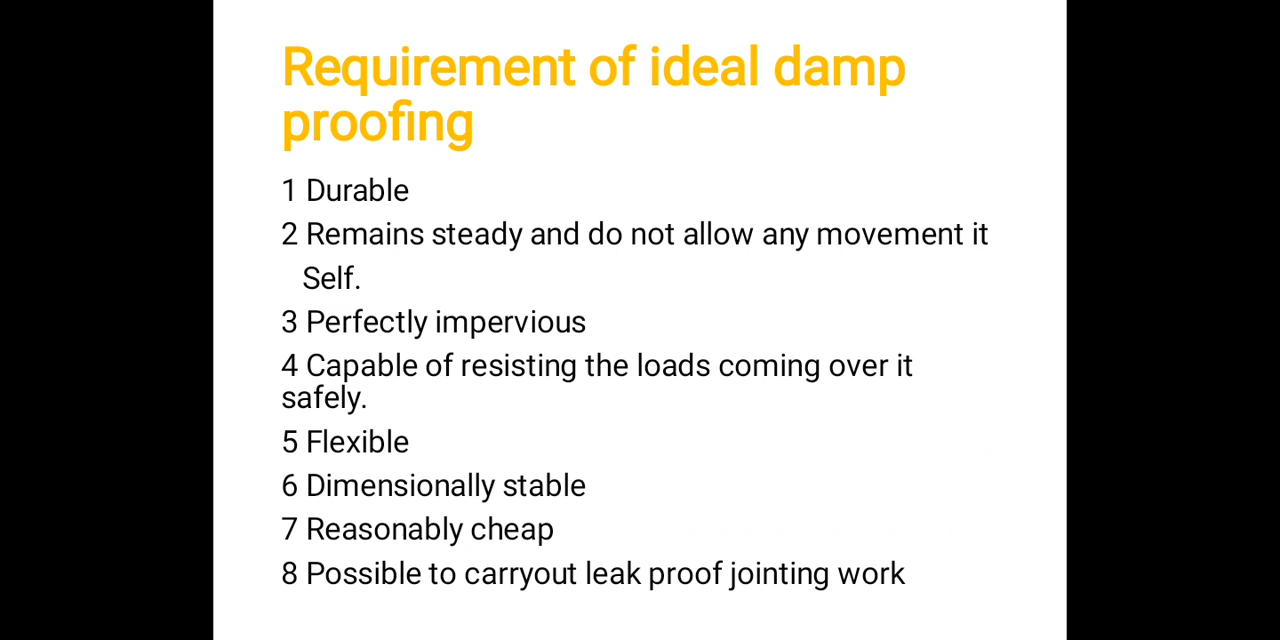 Requirement of ideal damp
proofing
1 Durable
2 Remains steady and do not allow any movement it
Self.
3 Perfectly impervious
4 Capable of resisting the loads coming over it
safely.
5 Flexible
6 Dimensionally stable
7 Reasonably cheap
8 Possible to carryout leak proof jointing work